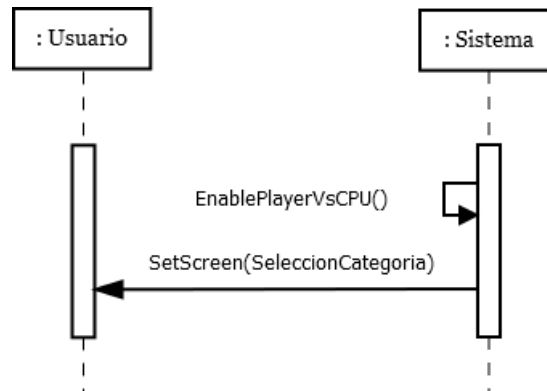 : Usuario
: Sistema
EnablePlayerVsCPU()
SetScreen(SeleccionCategoria)